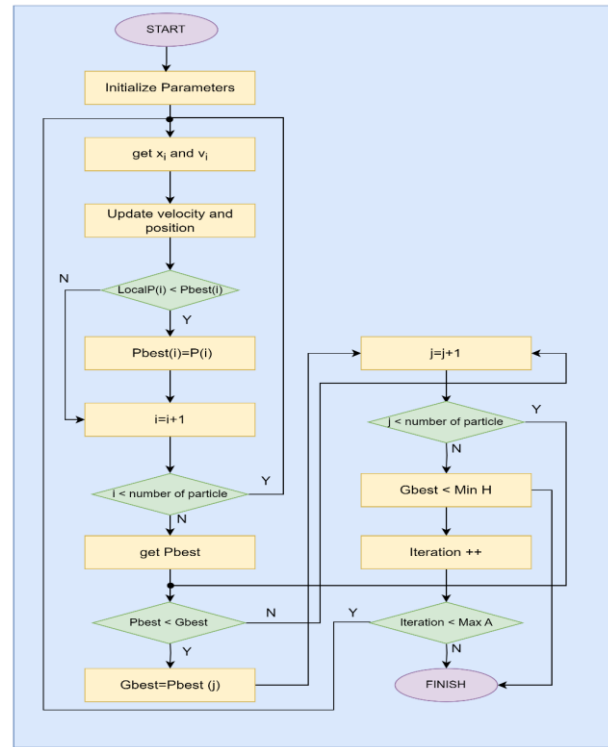 START
Initialize Parameters
get xi and vi
Update velocity and
position
N
LocalP(i) < Pbest(i)
Y
Pbest(i)=P(i)
i=i+1
i < number of particle
Y
N
get Pbest
Pbest < Gbest
N
Y
Gbest=Pbest (j)
j=j+1
j < number of particle
Y
N
Gbest < Min H
Iteration ++
Y
Iteration < Max A
N
FINISH